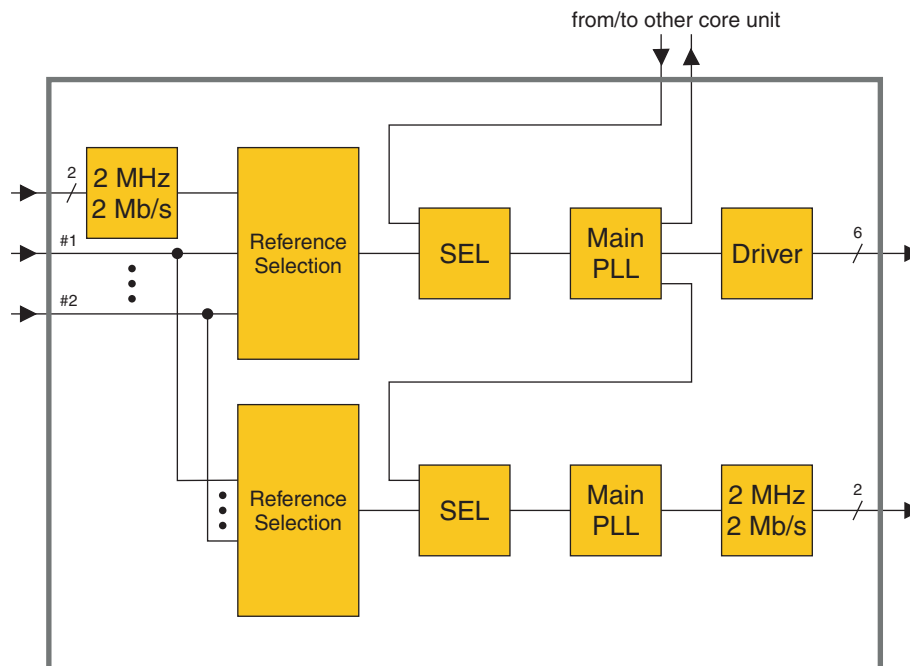 from/to other core unit
2
2 MHz
2 Mb/s
#1
#2
Reference
Selection
SEL
Main
PLL
Driver
6
Reference
Selection
SEL
Main
PLL
2 MHz
2 Mb/s
2